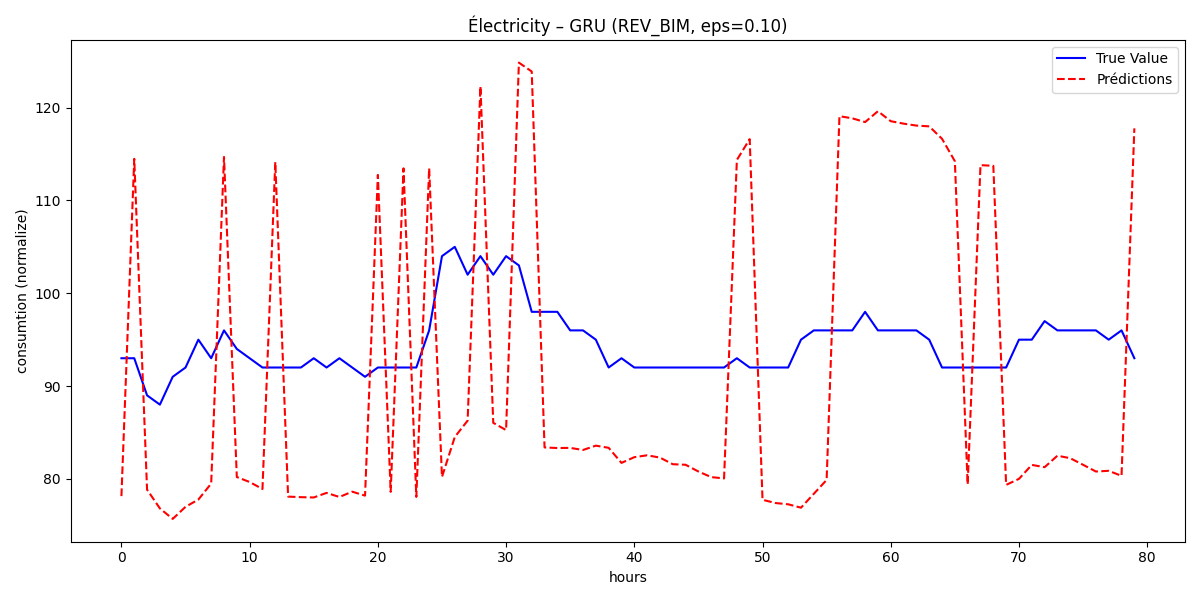 Électricity – GRU (REV_BIM, eps=0.10)
True Value
Prédictions
consumtion (normalize)
120
110
100
90
80
0 10 20 30 40 50 60 70 80
hours